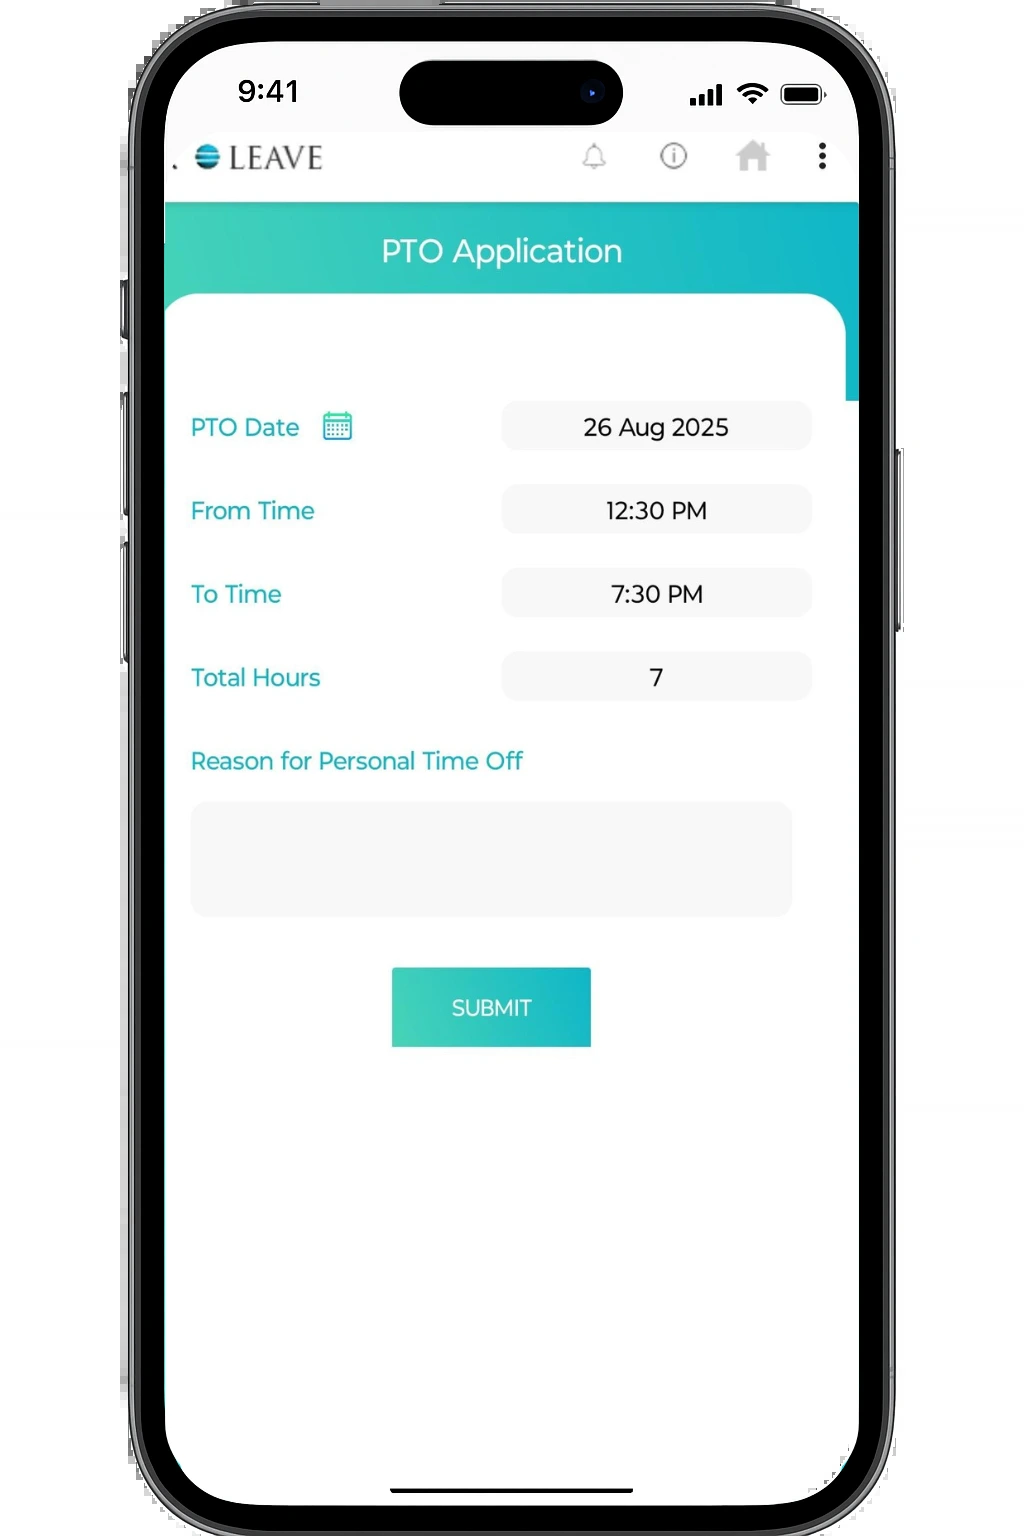 9:41
LEAVE
PTO Application
PTO Date 26 Aug 2025
From Time 12:30 PM
To Time 7:30 PM
Total Hours 7
Reason for Personal Time Off
SUBMIT